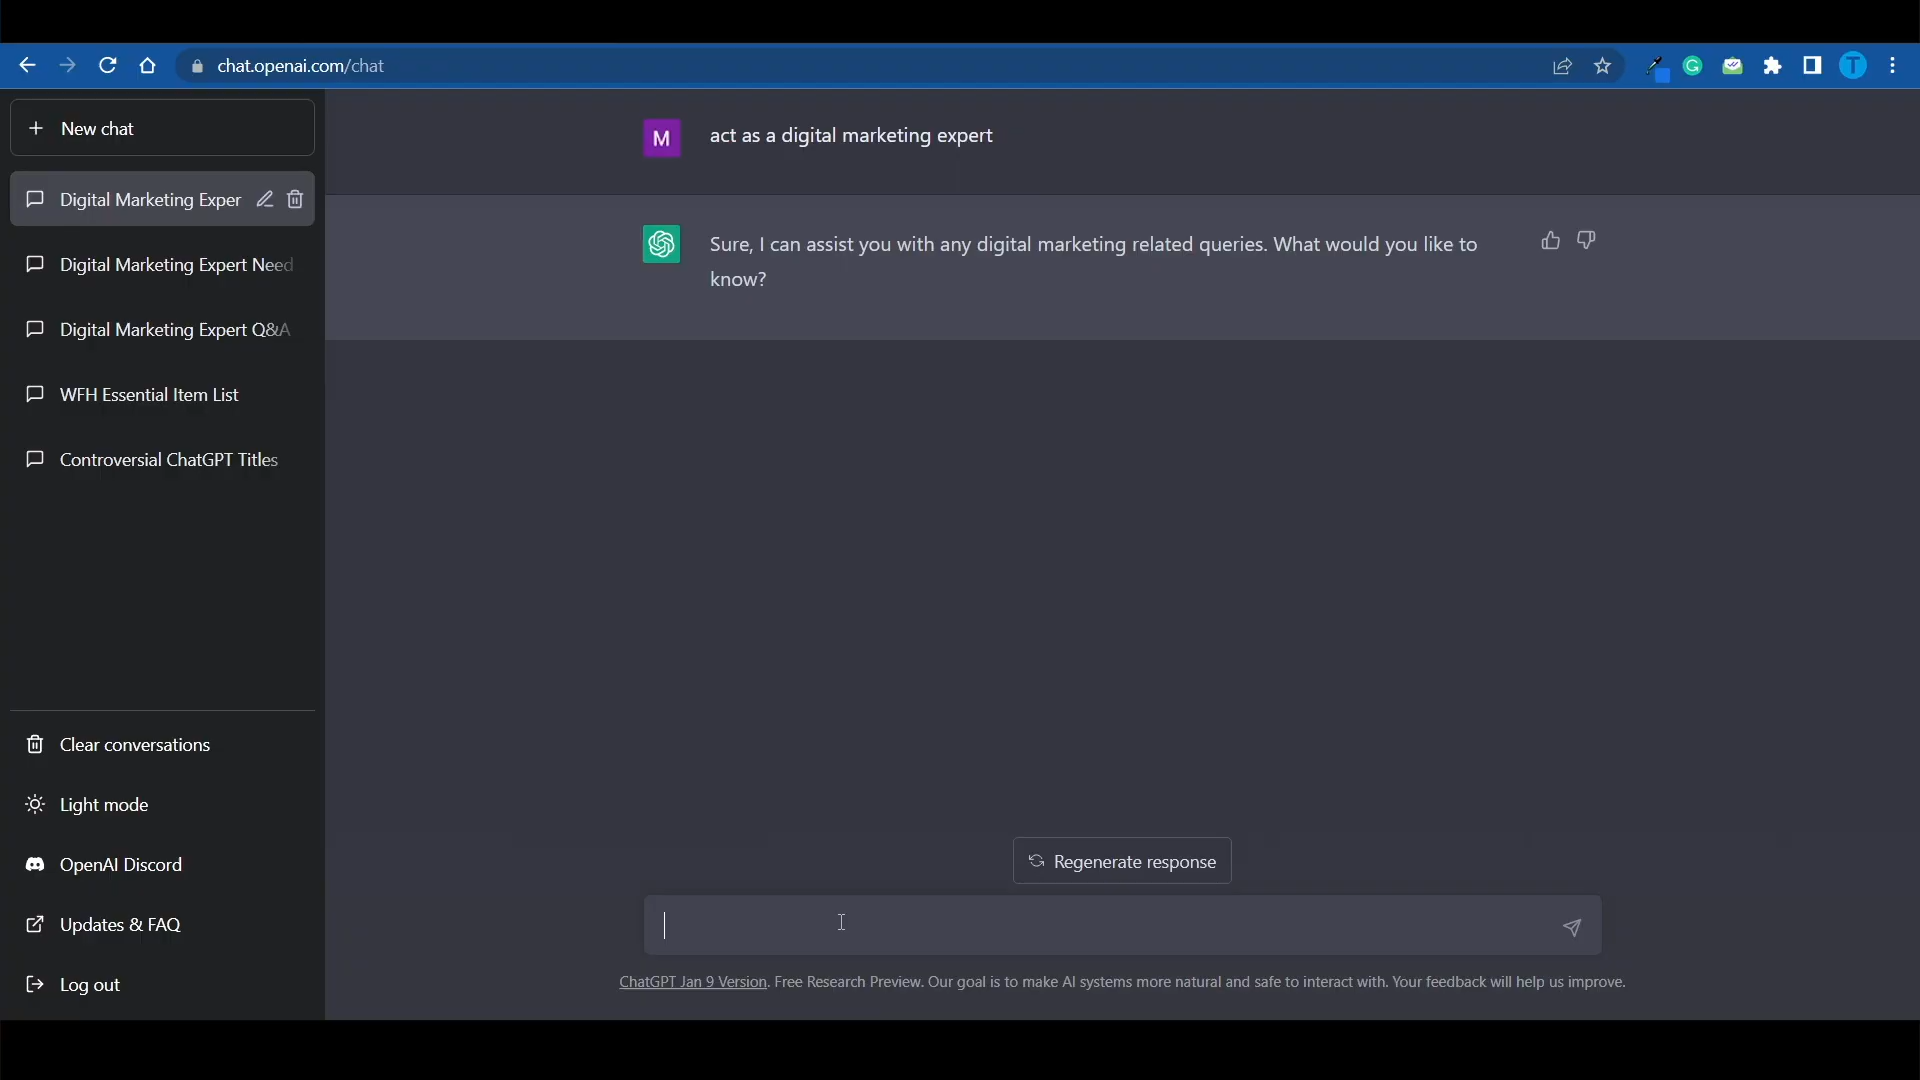 chat.openai.com/chat
T
New chat
Digital Marketing Exper
Digital Marketing Expert Need
Digital Marketing Expert Q&A
WFH Essential Item List
Controversial ChatGPT Titles
Clear conversations
Light mode
OpenAI Discord
Updates & FAQ
Log out
M
act as a digital marketing expert
Sure, I can assist you with any digital marketing related queries. What would you like to
know?
Regenerate response
ChatGPT Jan 9 Version. Free Research Preview. Our goal is to make AI systems more natural and safe to interact with. Your feedback will help us improve.